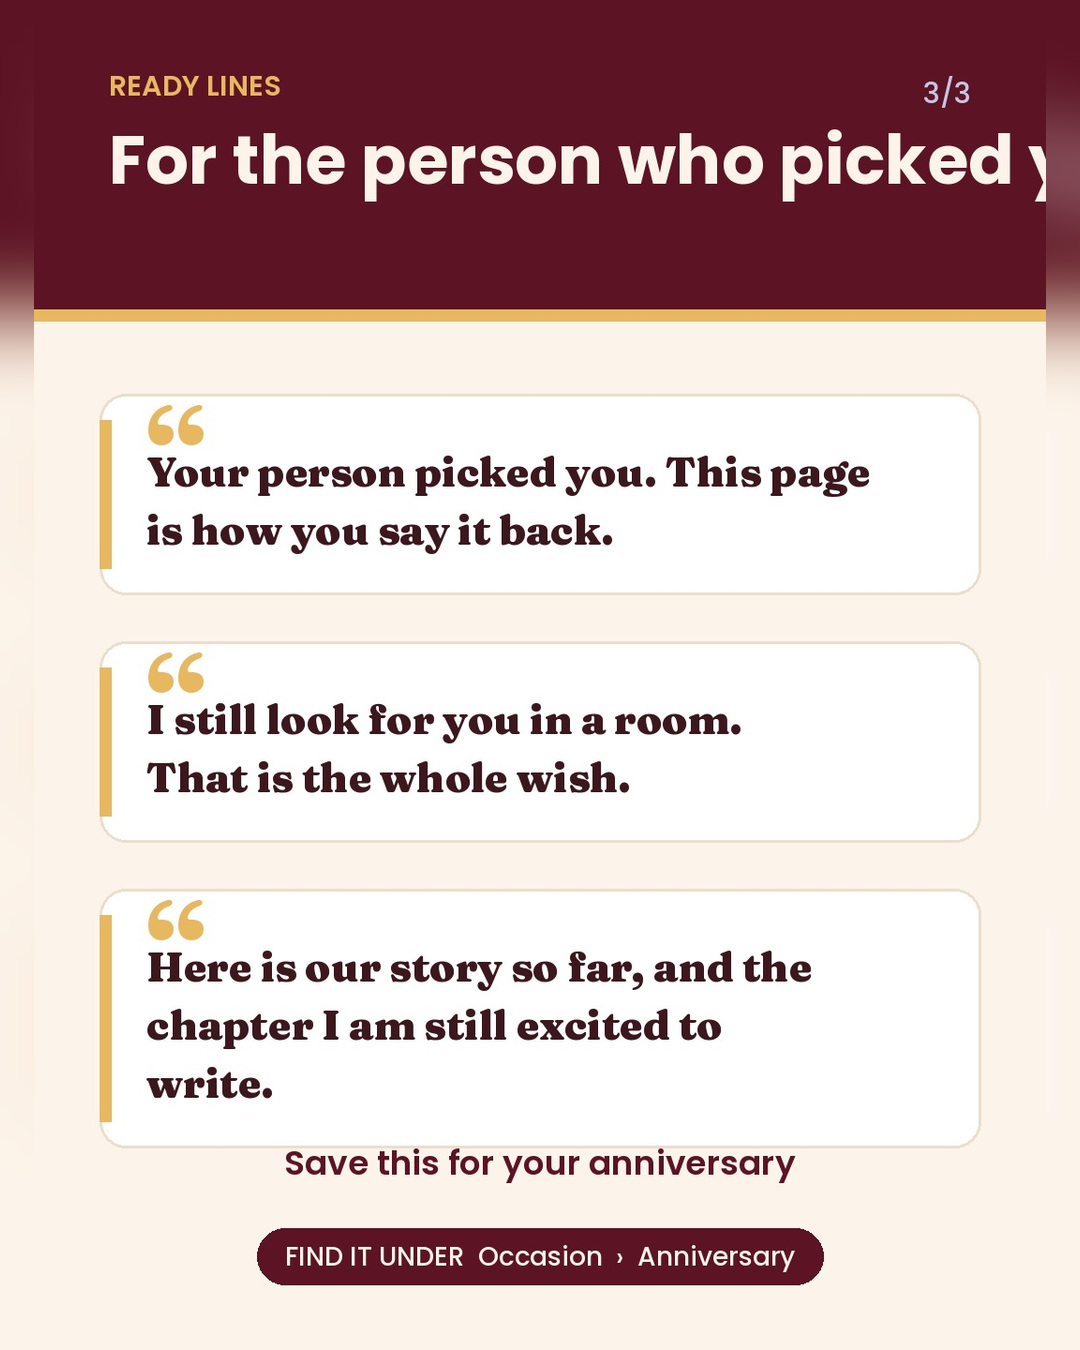 READY LINES
3/3
For the person who picked
“
Your person picked you. This page
is how you say it back.
“
I still look for you in a room.
That is the whole wish.
“
Here is our story so far, and the
chapter I am still excited to
write.
Save this for your anniversary
FIND IT UNDER Occasion › Anniversary